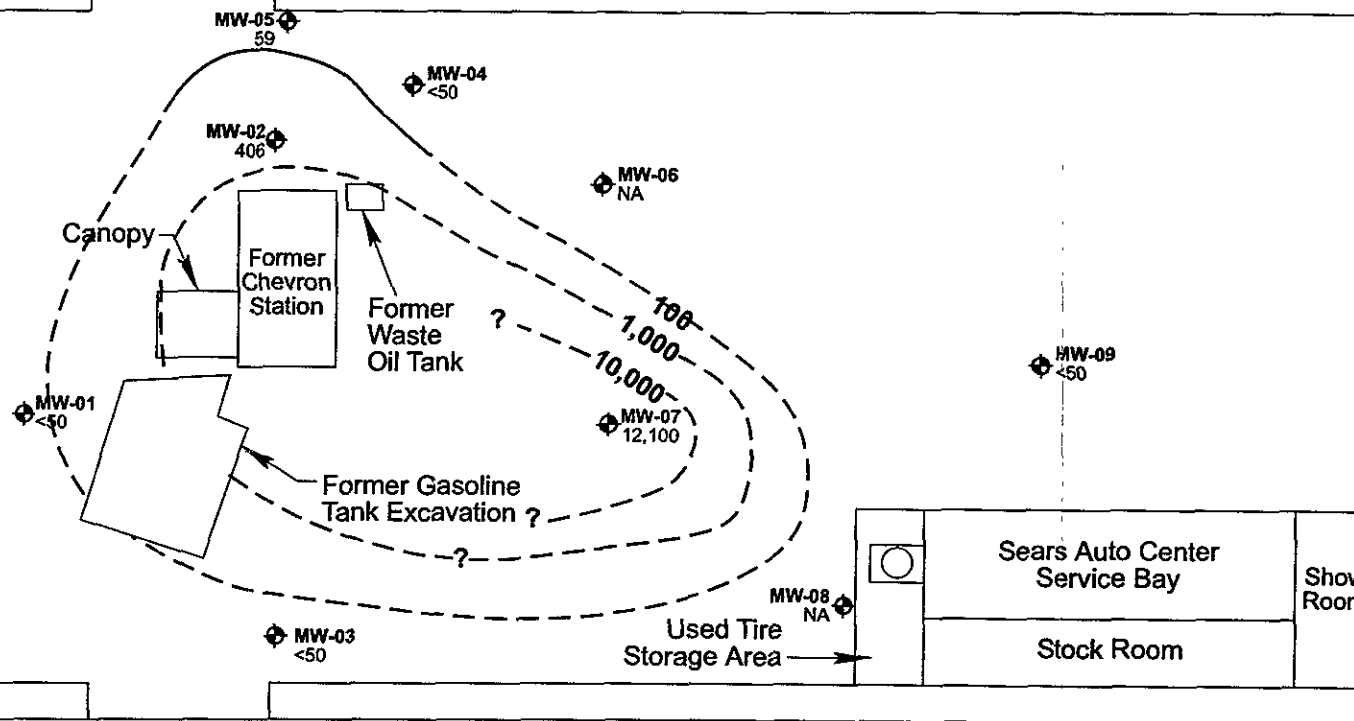 MW-05
59
MW-04
<50
MW-02
406
MW-06
NA
Canopy
Former
Chevron
Station
Former
Waste
Oil Tank
?
100
1,000
10,000
MW-09
<50
MW-01
<50
MW-07
12,100
Former Gasoline
Tank Excavation
?
?
Sears Auto Center
Service Bay
Show
Room
MW-08
NA
Used Tire
Storage Area
Stock Room
MW-03
<50